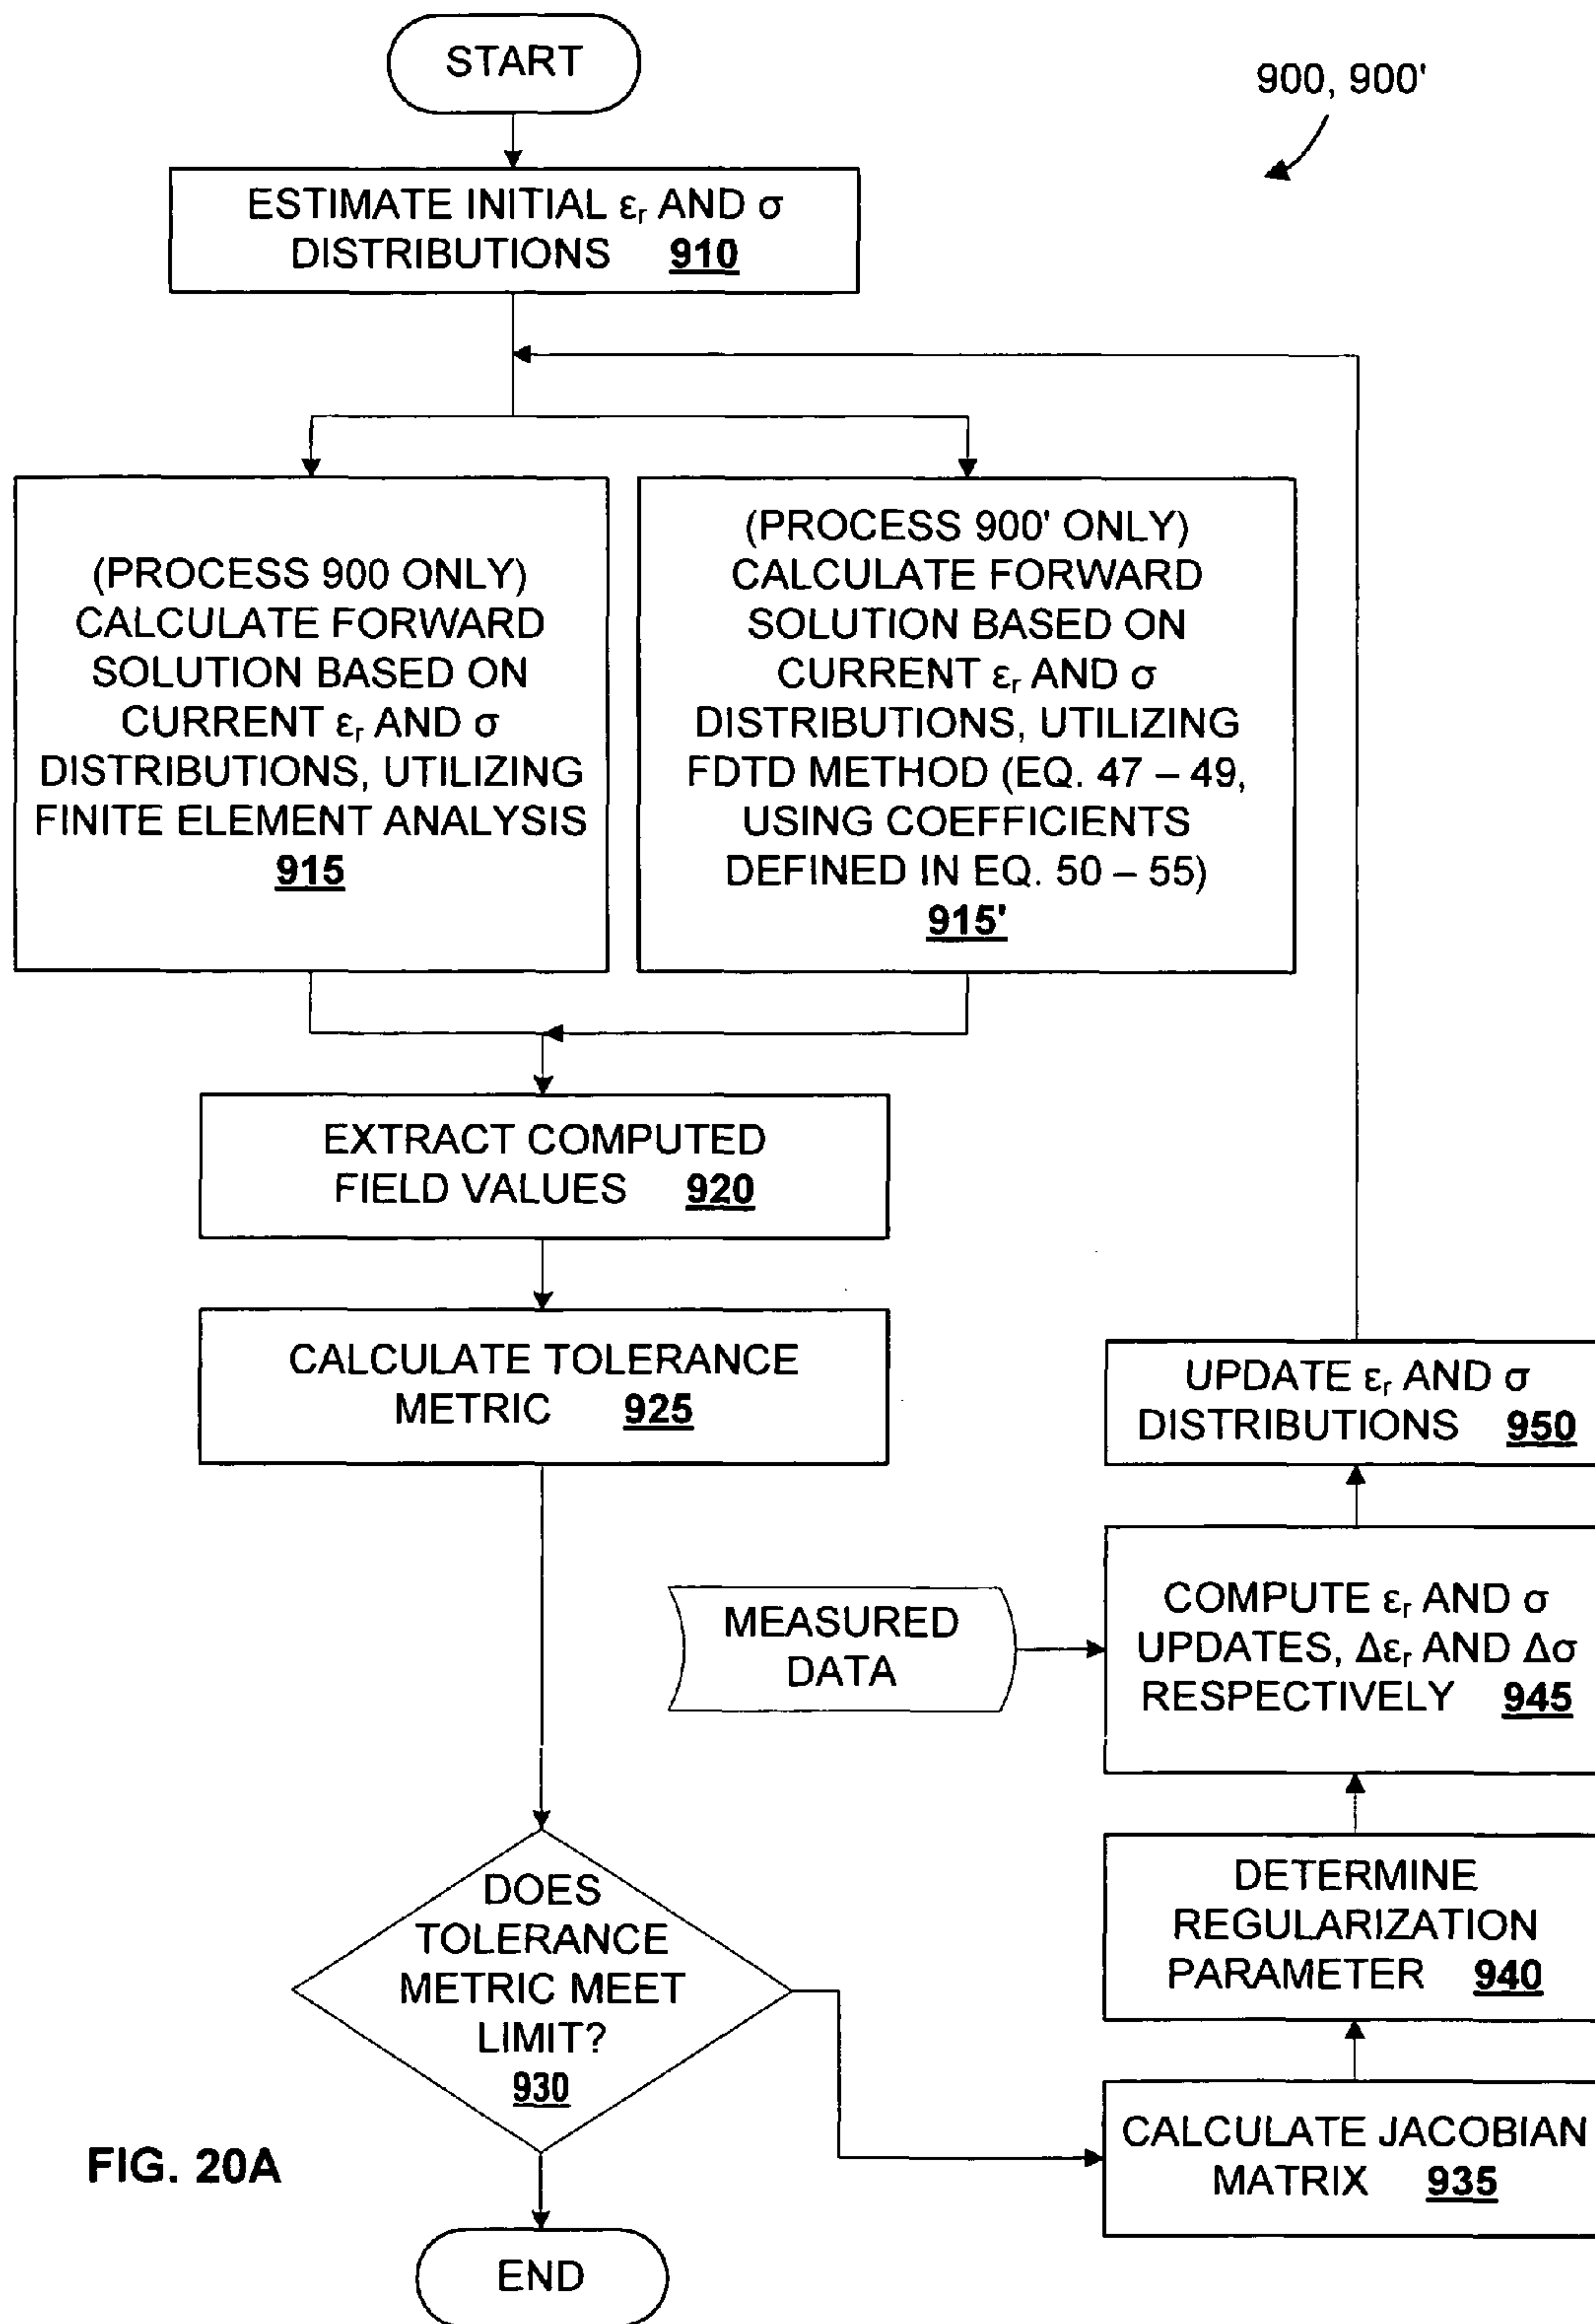 START
900, 900'
ESTIMATE INITIAL εr AND σ
DISTRIBUTIONS 910
(PROCESS 900 ONLY)
CALCULATE FORWARD
SOLUTION BASED ON
CURRENT εr AND σ
DISTRIBUTIONS, UTILIZING
FINITE ELEMENT ANALYSIS
915
(PROCESS 900' ONLY)
CALCULATE FORWARD
SOLUTION BASED ON
CURRENT εr AND σ
DISTRIBUTIONS, UTILIZING
FDTD METHOD (EQ. 47 – 49,
USING COEFFICIENTS
DEFINED IN EQ. 50 – 55)
915'
EXTRACT COMPUTED
FIELD VALUES 920
CALCULATE TOLERANCE
METRIC 925
DOES
TOLERANCE
METRIC MEET
LIMIT?
930
END
CALCULATE JACOBIAN
MATRIX 935
DETERMINE
REGULARIZATION
PARAMETER 940
MEASURED
DATA
COMPUTE εr AND σ
UPDATES, Δεr AND Δσ
RESPECTIVELY 945
UPDATE εr AND σ
DISTRIBUTIONS 950
FIG. 20A